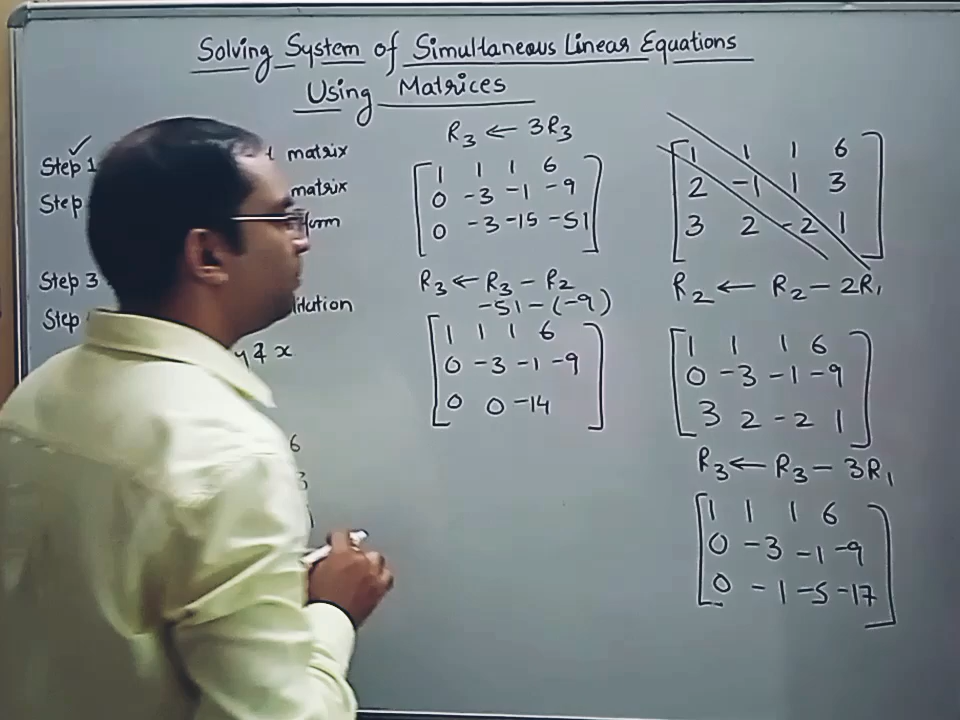 Solving System of Simultaneous Linear Equations
Using Matrices
Step 1
matrix
Step
matrix
form
Step 3
Step
y & x
6
3
R3 ← 3R3
1 1 1 6
0 -3 -1 -9
0 -3 -15 -51
R3 ← R3 - R2
-51-(-9)
1 1 1 6
0 -3 -1 -9
0 0 -14
1 1 1 6
2 -1 1 3
3 2 -2 1
R2 ← R2 - 2R1
1 1 1 6
0 -3 -1 -9
3 2 -2 1
R3 ← R3 - 3R1
1 1 1 6
0 -3 -1 -9
0 -1 -5 -17